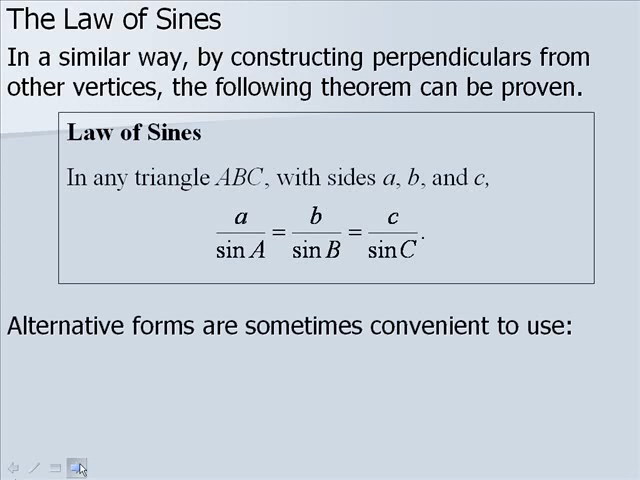 The Law of Sines
In a similar way, by constructing perpendiculars from
other vertices, the following theorem can be proven.
Law of Sines
In any triangle ABC, with sides a, b, and c,
a/sin A = b/sin B = c/sin C.
Alternative forms are sometimes convenient to use: